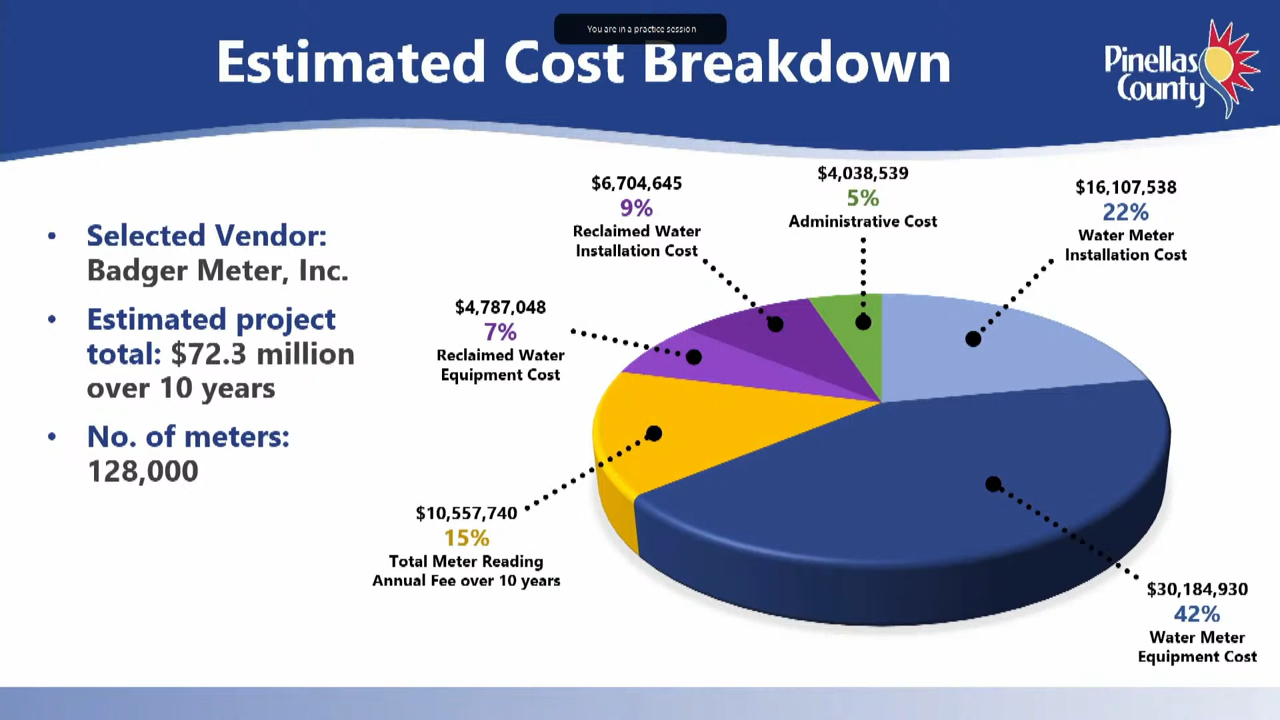 You are in a practice session
Estimated Cost Breakdown
Pinellas
County
• Selected Vendor:
Badger Meter, Inc.
• Estimated project
total: $72.3 million
over 10 years
• No. of meters:
128,000
$6,704,645
9%
Reclaimed Water
Installation Cost
$4,038,539
5%
Administrative Cost
$16,107,538
22%
Water Meter
Installation Cost
$4,787,048
7%
Reclaimed Water
Equipment Cost
$10,557,740
15%
Total Meter Reading
Annual Fee over 10 years
$30,184,930
42%
Water Meter
Equipment Cost